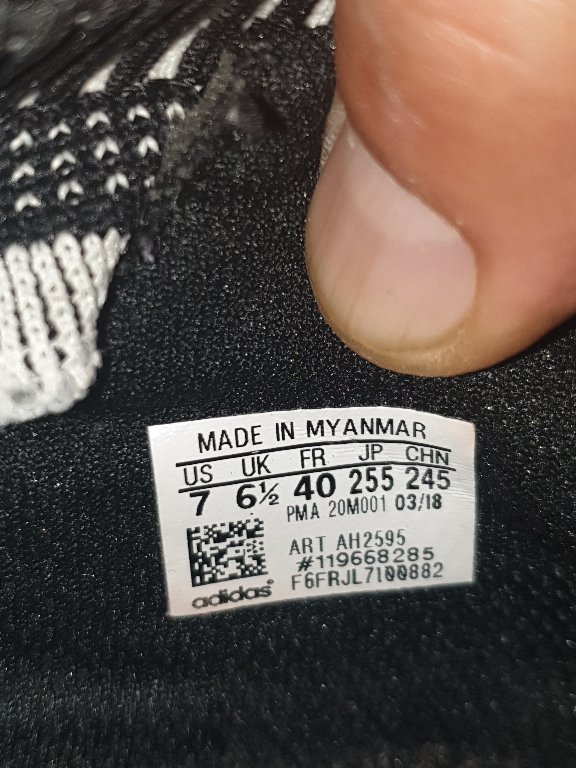 MADE IN MYANMAR
US UK FR JP CHN
7 6½ 40 255 245
PMA 20M001 03/18
ART AH2595
#119668285
F6FRJL7100882
adidas